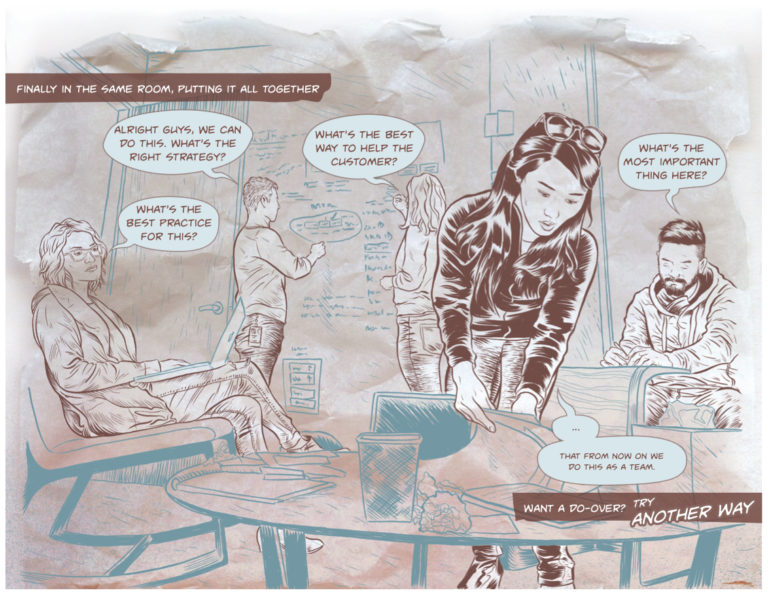 FINALLY IN THE SAME ROOM, PUTTING IT ALL TOGETHER
ALRIGHT GUYS, WE CAN
DO THIS. WHAT'S THE
RIGHT STRATEGY?
WHAT'S THE BEST
WAY TO HELP THE
CUSTOMER?
WHAT'S THE
MOST IMPORTANT
THING HERE?
WHAT'S THE
BEST PRACTICE
FOR THIS?
...
THAT FROM NOW ON WE
DO THIS AS A TEAM.
WANT A DO-OVER? TRY
ANOTHER WAY